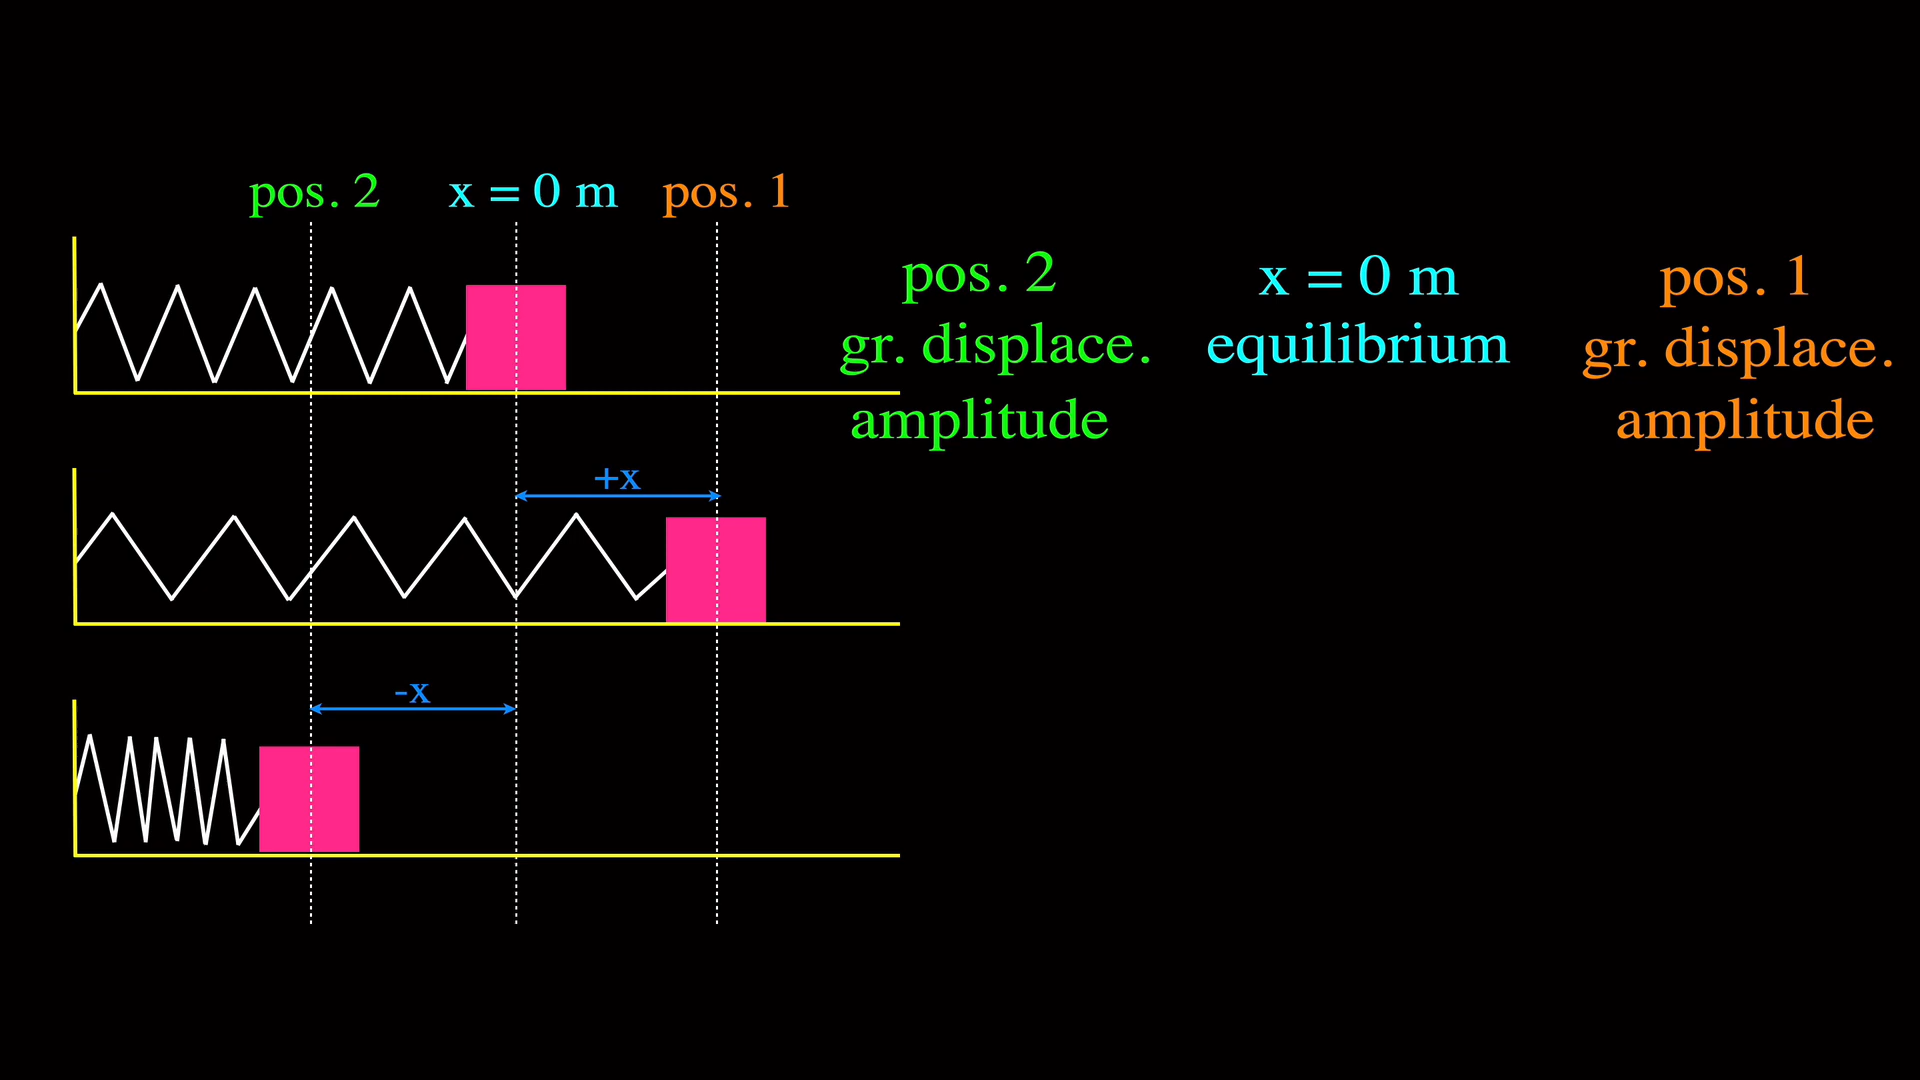 pos. 2
x = 0 m
pos. 1
+x
-x
pos. 2
gr. displace.
amplitude
x = 0 m
equilibrium
pos. 1
gr. displace.
amplitude